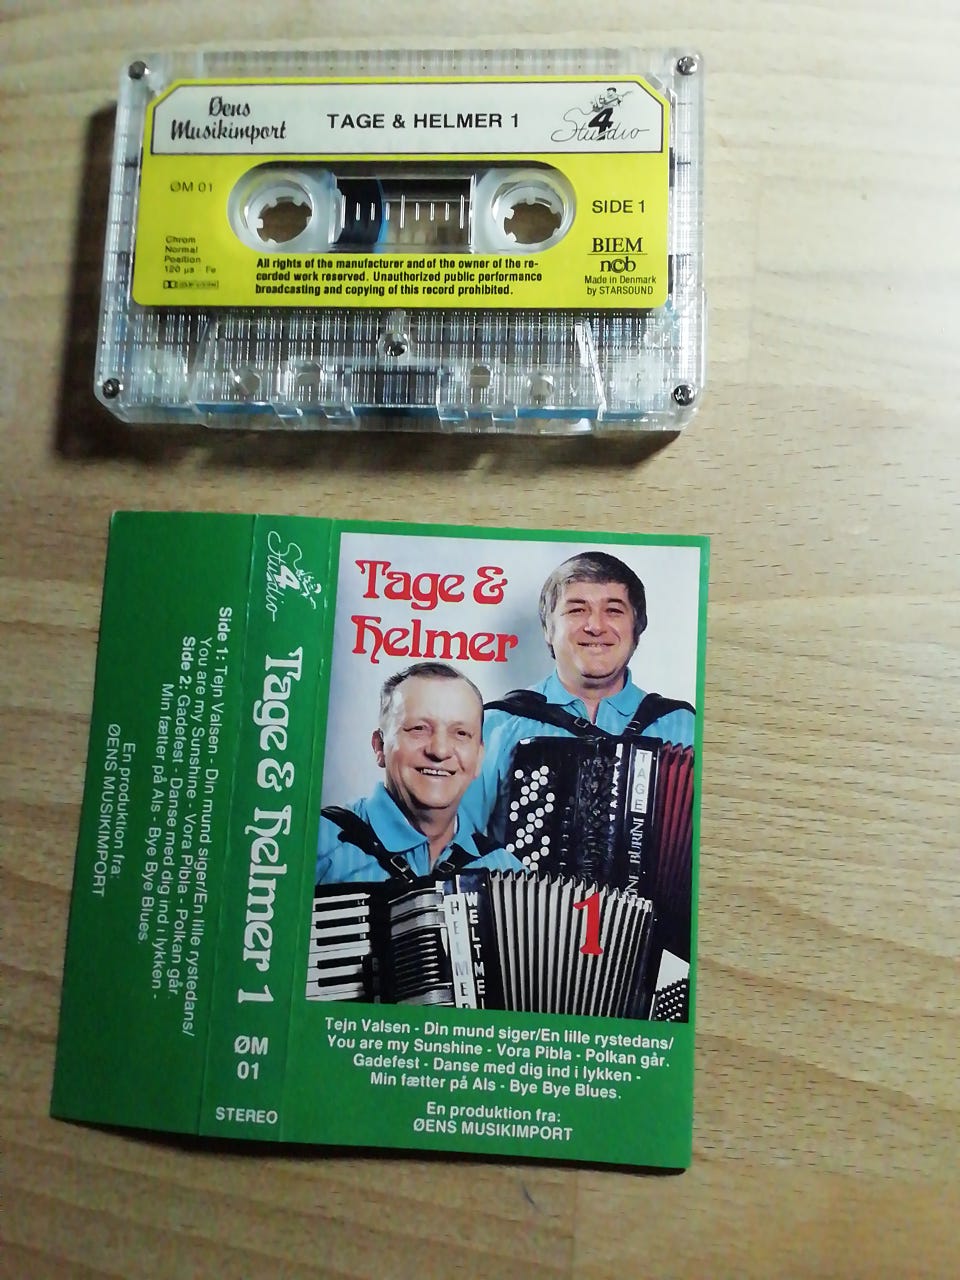 Øens
Musikimport
TAGE & HELMER 1
Studio 4
ØM 01
SIDE 1
Chrom
Normal
Position
120 µs - Fe
BIEM
ncb
Made in Denmark
by STARSOUND
All rights of the manufacturer and of the owner of the re-
corded work reserved. Unauthorized public performance
broadcasting and copying of this record prohibited.
Side 1: Tejn Valsen - Din mund siger/En lille rystedans/
You are my Sunshine - Vora Pibla - Polkan går.
Side 2: Gadefest - Danse med dig ind i lykken -
Min fætter på Als - Bye Bye Blues.
En produktion fra:
ØENS MUSIKIMPORT
Studio 4
Tage & Helmer 1
ØM
01
STEREO
Tage &
Helmer
TAGE
HELMER
WELTMEI
1
Tejn Valsen - Din mund siger/En lille rystedans/
You are my Sunshine - Vora Pibla - Polkan går.
Gadefest - Danse med dig ind i lykken -
Min fætter på Als - Bye Bye Blues.
En produktion fra:
ØENS MUSIKIMPORT